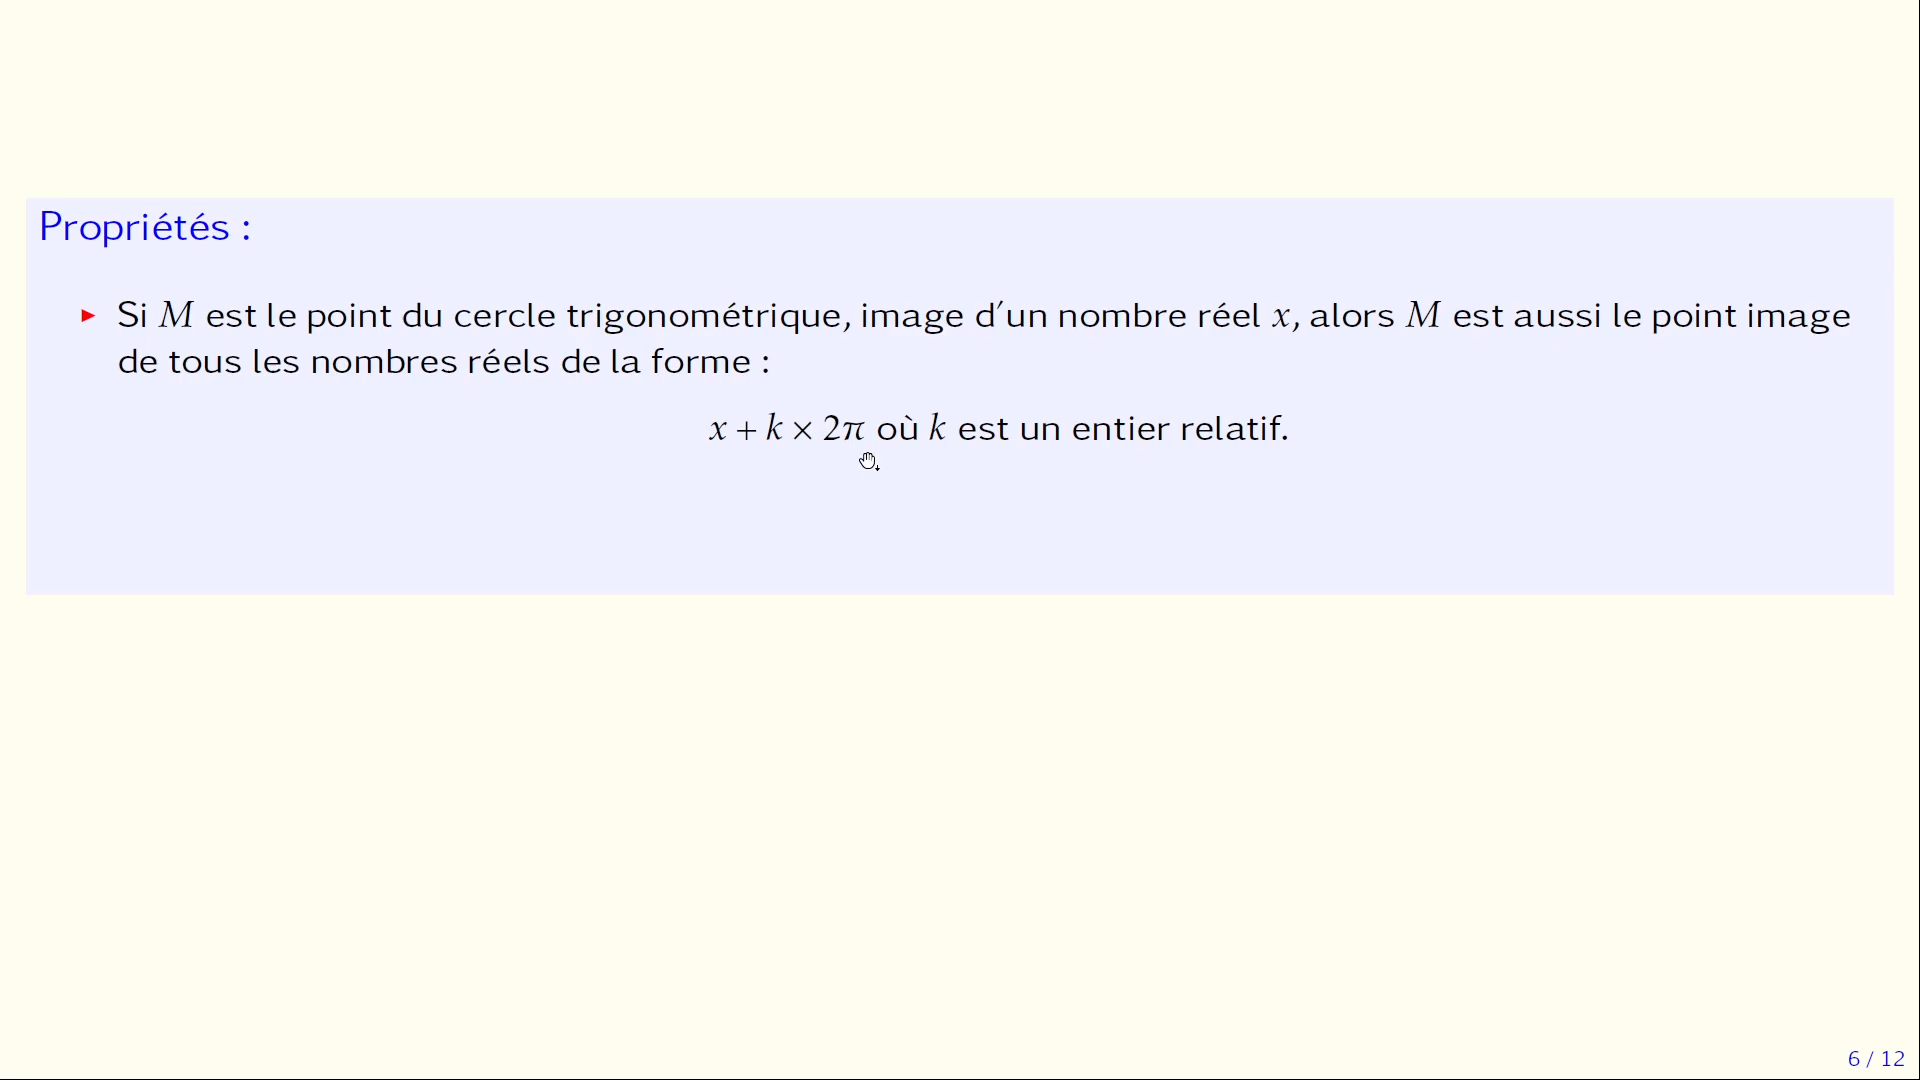 Propriétés :
Si M est le point du cercle trigonométrique, image d'un nombre réel x, alors M est aussi le point image
de tous les nombres réels de la forme :
x + k × 2π où k est un entier relatif.
6 / 12